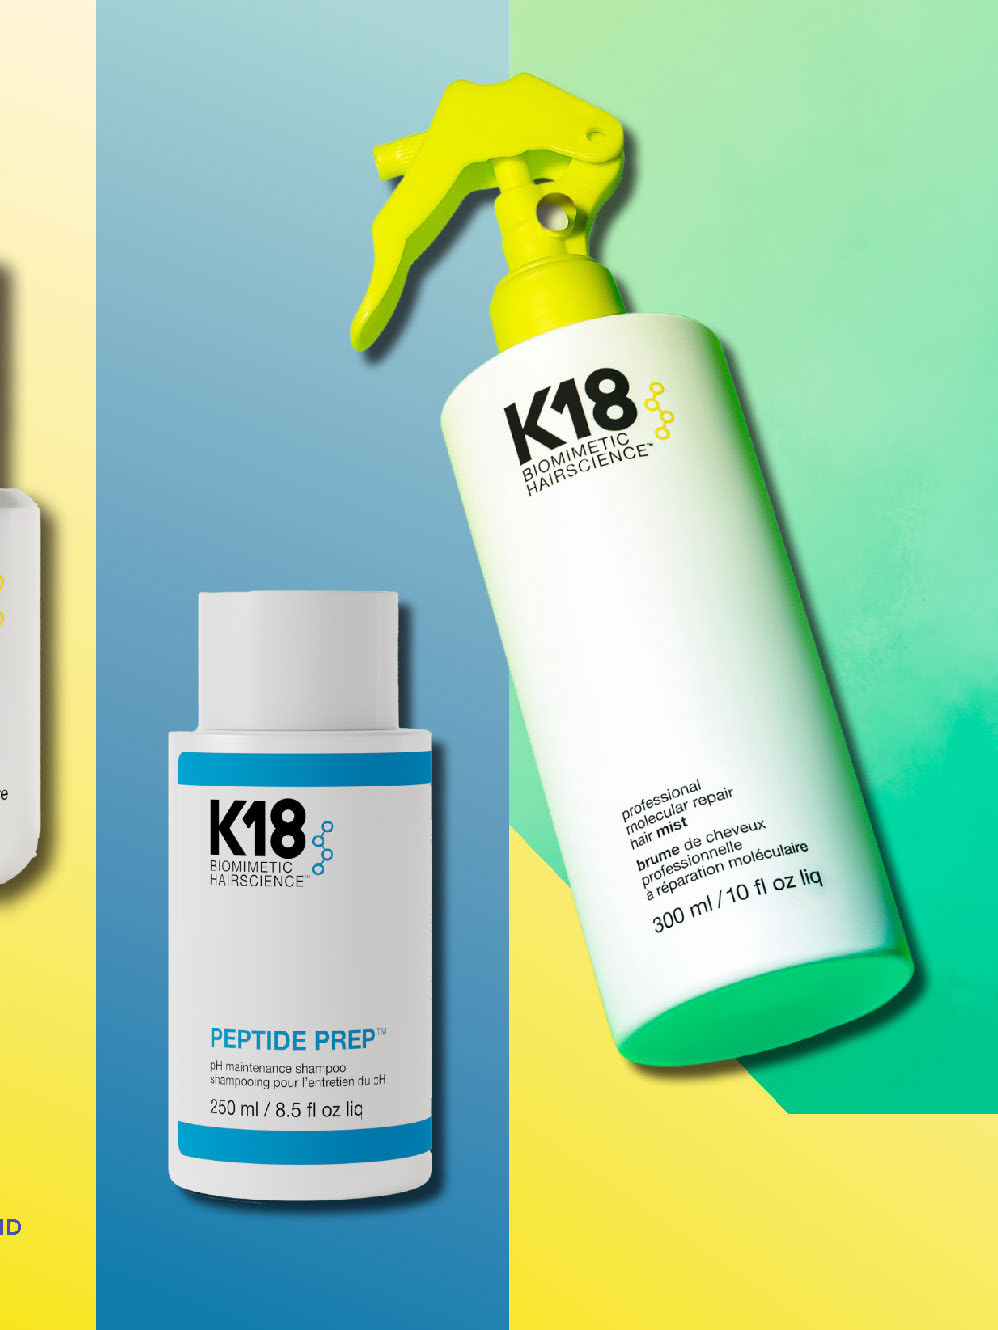 K18
BIOMIMETIC
HAIRSCIENCE™
professional
molecular repair
hair mist
brume de cheveux
professionnelle
à réparation moléculaire
300 ml / 10 fl oz liq
K18
BIOMIMETIC
HAIRSCIENCE™
PEPTIDE PREP™
pH maintenance shampoo
shampooing pour l'entretien du pH
250 ml / 8.5 fl oz liq